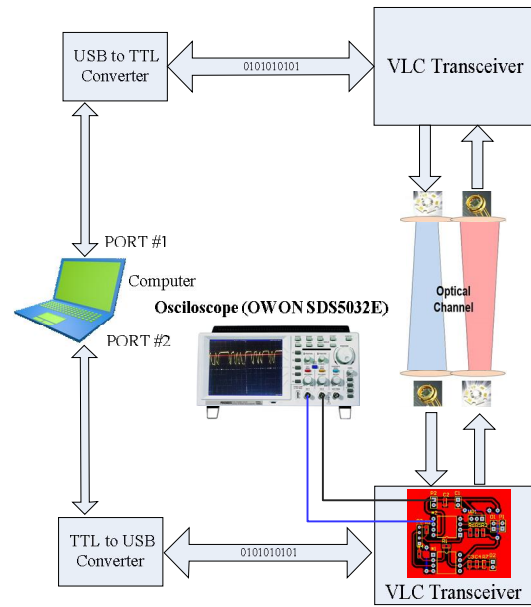 USB to TTL
Converter
0101010101
VLC Transceiver
PORT #1
Computer
Optical
Channel
Osciloscope (OWON SDS5032E)
PORT #2
TTL to USB
Converter
0101010101
VLC Transceiver